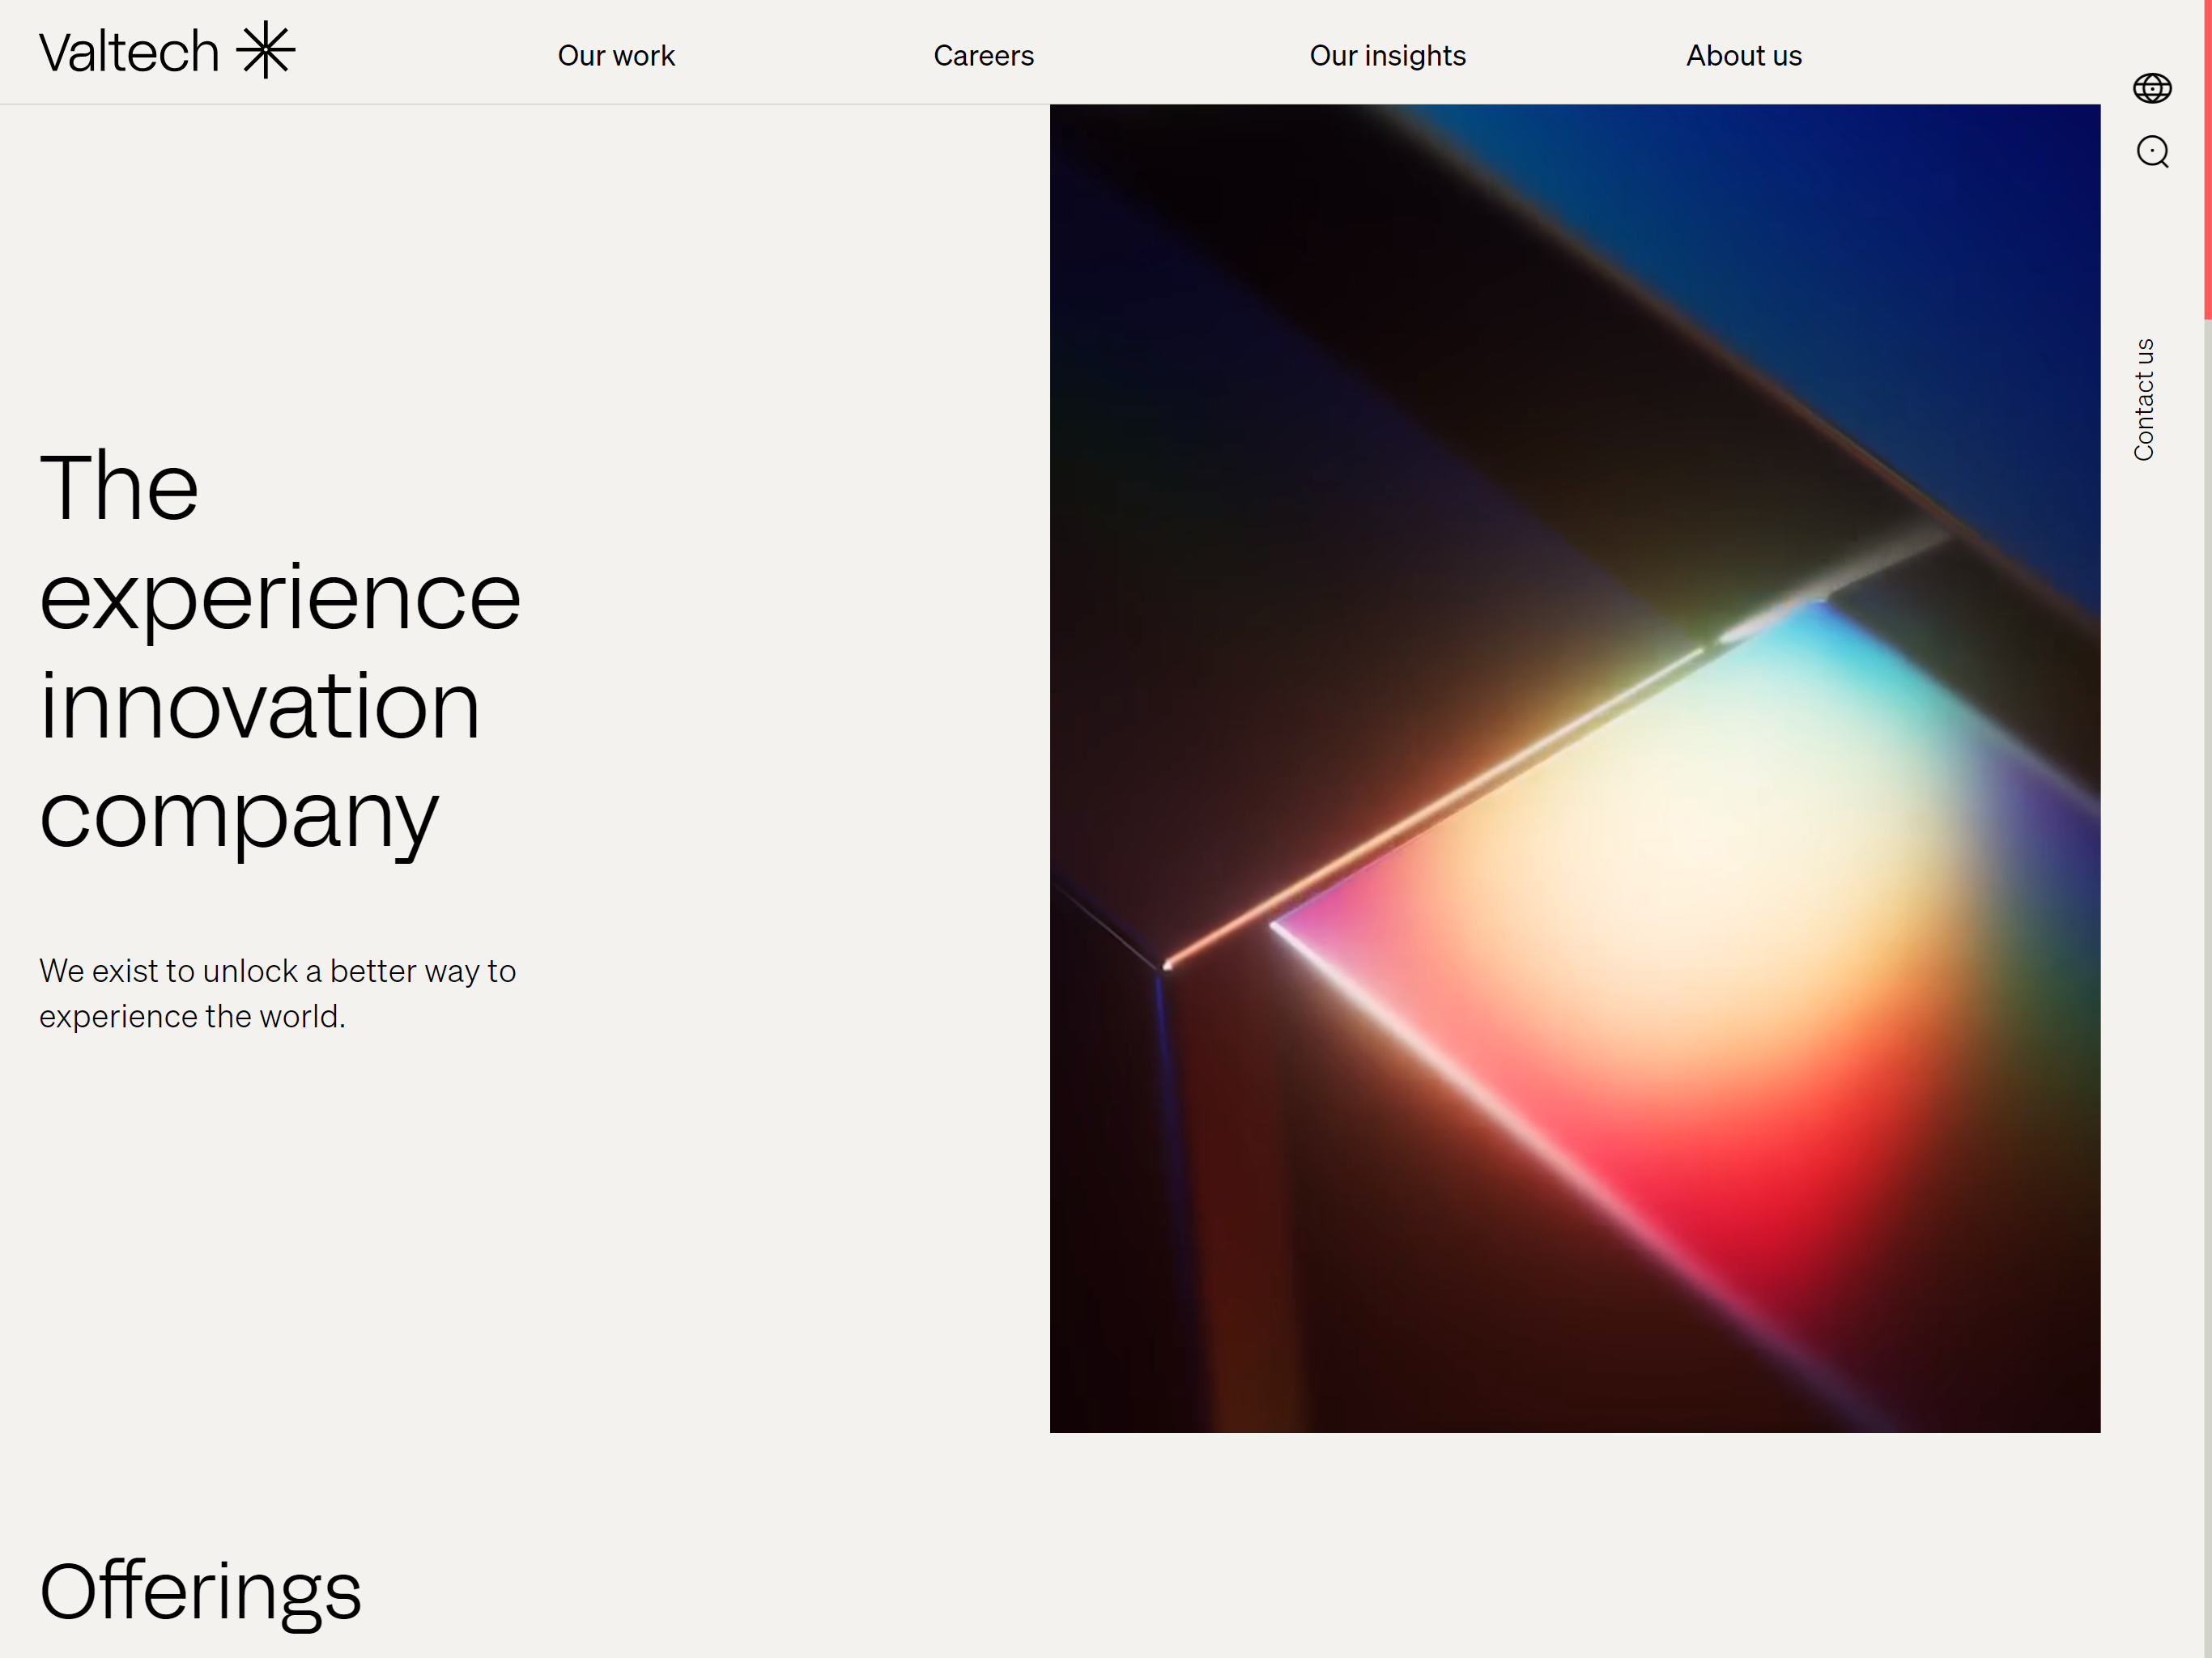 Valtech
Our work
Careers
Our insights
About us
Contact us
The
experience
innovation
company
We exist to unlock a better way to
experience the world.
Offerings